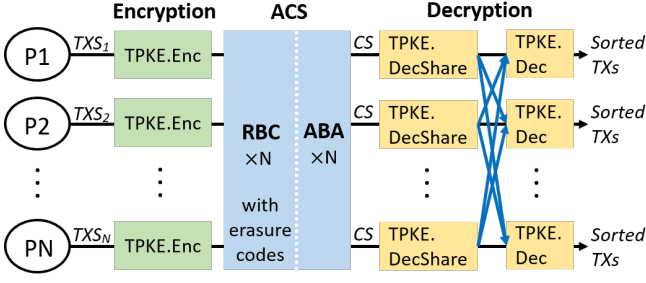 Encryption ACS Decryption
P1 TXS₁ TPKE.Enc CS TPKE. DecShare TPKE. Dec Sorted TXs
P2 TXS₂ TPKE.Enc RBC ×N ABA ×N CS TPKE. DecShare TPKE. Dec Sorted TXs
with
erasure
codes
PN TXS_N TPKE.Enc CS TPKE. DecShare TPKE. Dec Sorted TXs